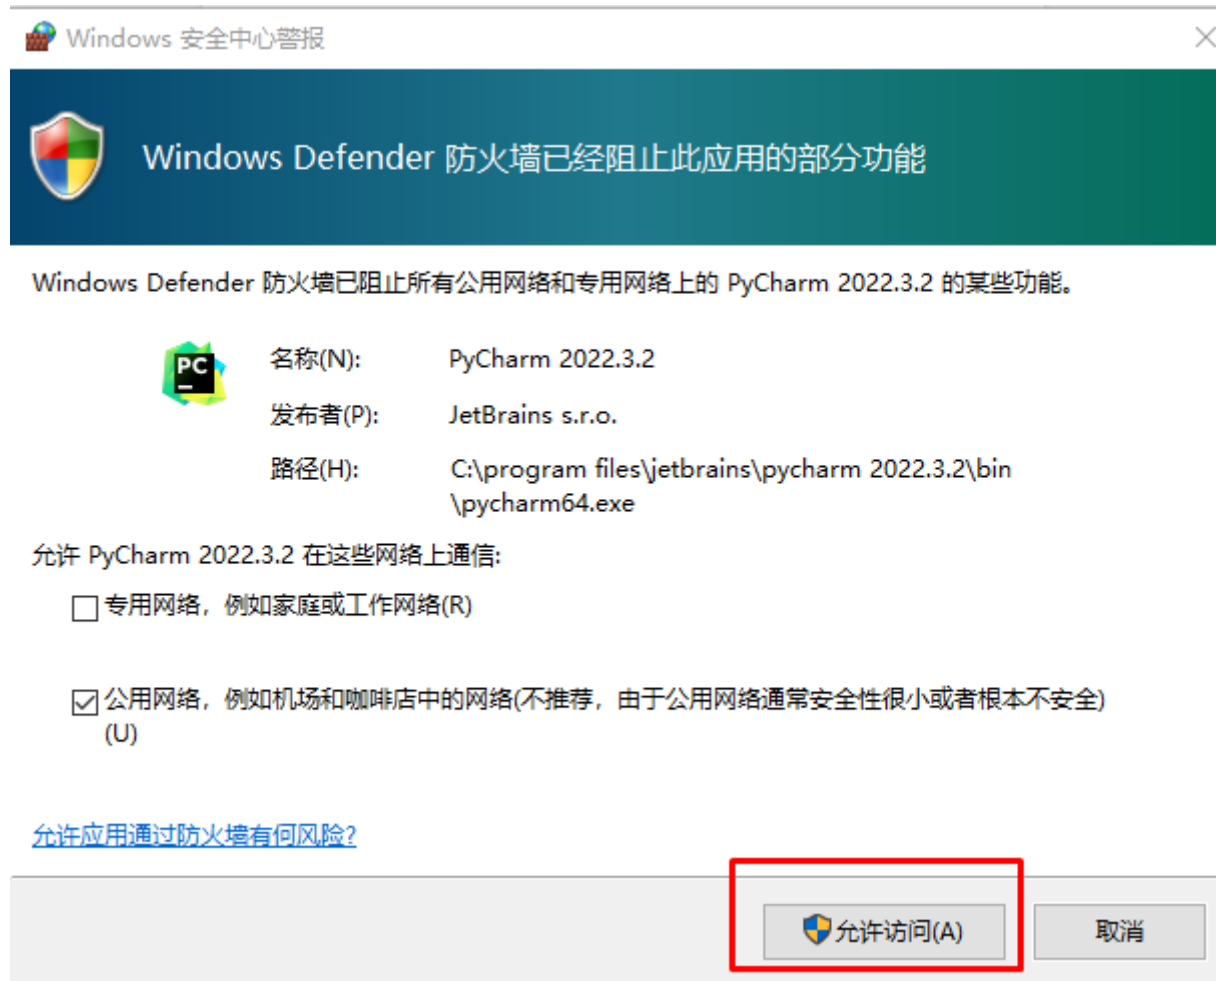 Windows 安全中心警报
Windows Defender 防火墙已经阻止此应用的部分功能
Windows Defender 防火墙已阻止所有公用网络和专用网络上的 PyCharm 2022.3.2 的某些功能。
PC
名称(N): PyCharm 2022.3.2
发布者(P): JetBrains s.r.o.
路径(H): C:\program files\jetbrains\pycharm 2022.3.2\bin
\pycharm64.exe
允许 PyCharm 2022.3.2 在这些网络上通信:
专用网络，例如家庭或工作网络(R)
公用网络，例如机场和咖啡店中的网络(不推荐，由于公用网络通常安全性很小或者根本不安全)
(U)
允许应用通过防火墙有何风险?
允许访问(A) 取消